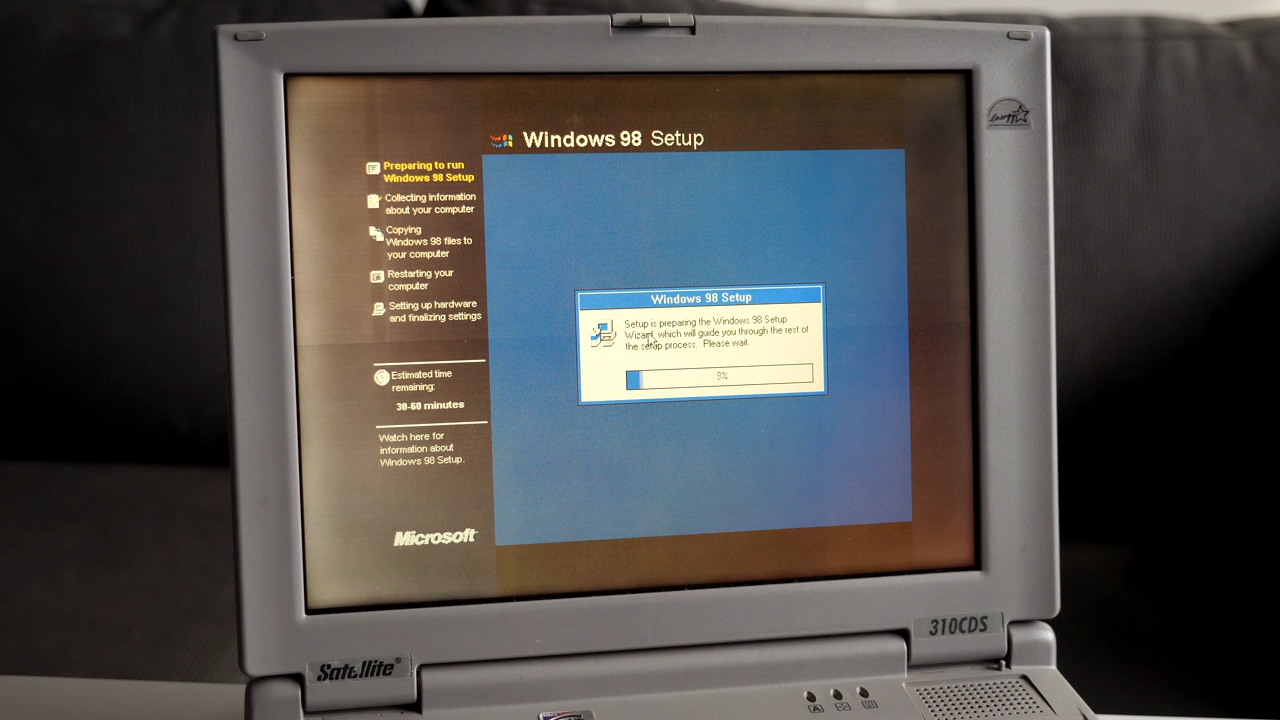 energy
Windows 98 Setup
Preparing to run
Windows 98 Setup
Collecting information
about your computer
Copying
Windows 98 files to
your computer
Restarting your
computer
Setting up hardware
and finalizing settings
Estimated time
remaining:
30-60 minutes
Watch here for
information about
Windows 98 Setup.
Microsoft
Windows 98 Setup
Setup is preparing the Windows 98 Setup
Wizard, which will guide you through the rest of
the setup process. Please wait.
9%
310CDS
Satellite®
A